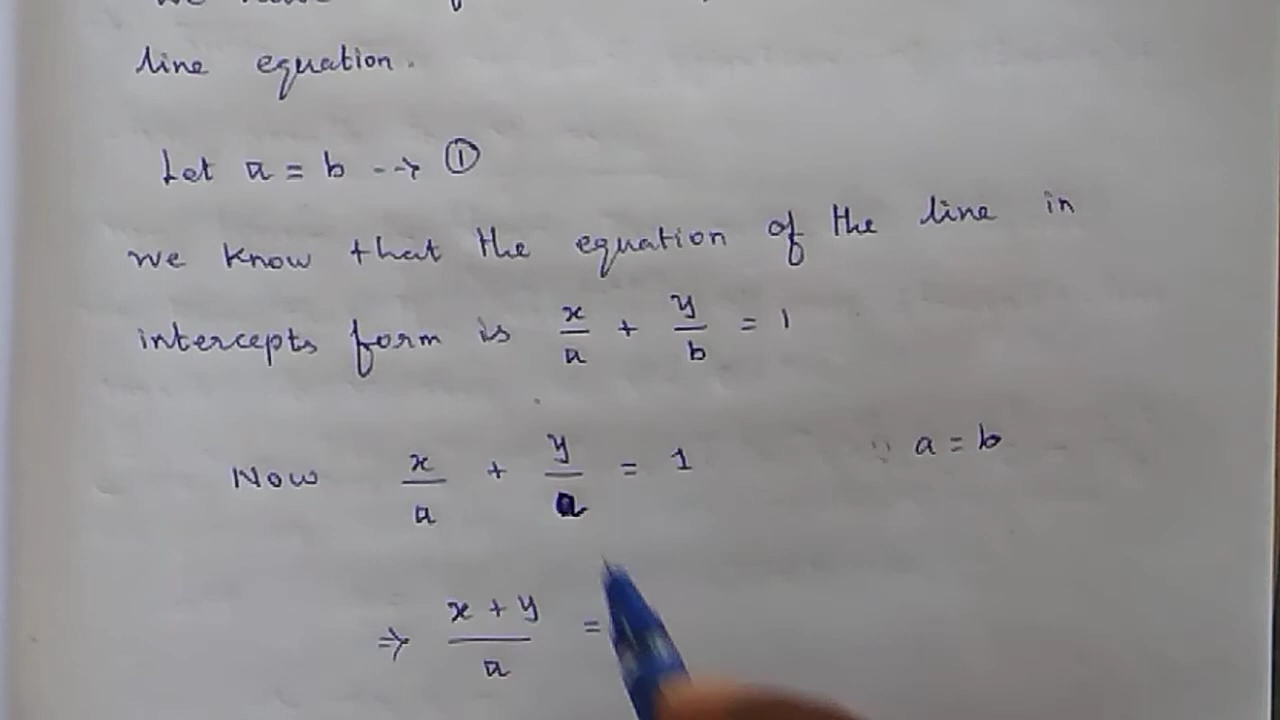 line equation.
Let a = b --> ①
we know that the equation of the line in
intercepts form is x/a + y/b = 1
Now x/a + y/a = 1 ∵ a = b
⇒ x + y/a =